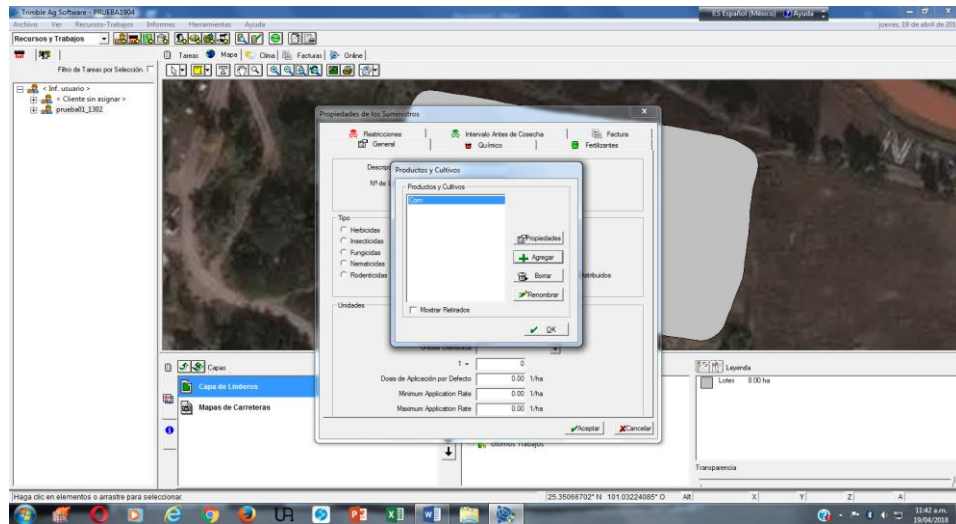 Trimble Ag Software - PRUEBA1904
ES Español (México) Ayuda
Archivo Ver Recursos-Trabajos Informes Herramientas Ayuda
jueves, 19 de abril de 201
Recursos y Trabajos
Tareas Mapa Clima Facturas Online
Filtro de Tareas por Selección.
< Inf. usuario >
< Cliente sin asignar >
prueba01_1302
Propiedades de los Suministros
Restricciones Intervalo Antes de Cosecha Factura
General Químico Fertilizantes
Descripc
Nº de
Productos y Cultivos
Productos y Cultivos
Corn
Propiedades
Agregar
Borrar
Renombrar
Mostrar Retirados
OK
Tipo
Herbicidas
Insecticidas
Fungicidas
Nematicidas
Rodenticidas
Unidades
1 = 0
Dosis de Aplicación por Defecto 0.00 1/ha
Minimum Application Rate 0.00 1/ha
Maximum Application Rate 0.00 1/ha
Aceptar Cancelar
Capas
Capa de Linderos
Mapas de Carreteras
Últimos Trabajos
Leyenda
Lotes 0.00 ha
Transparencia
Haga clic en elementos o arrastre para seleccionar.
25.35066702° N 101.03224085° O Alt X Y Z A
11:42 a.m.
19/04/2018